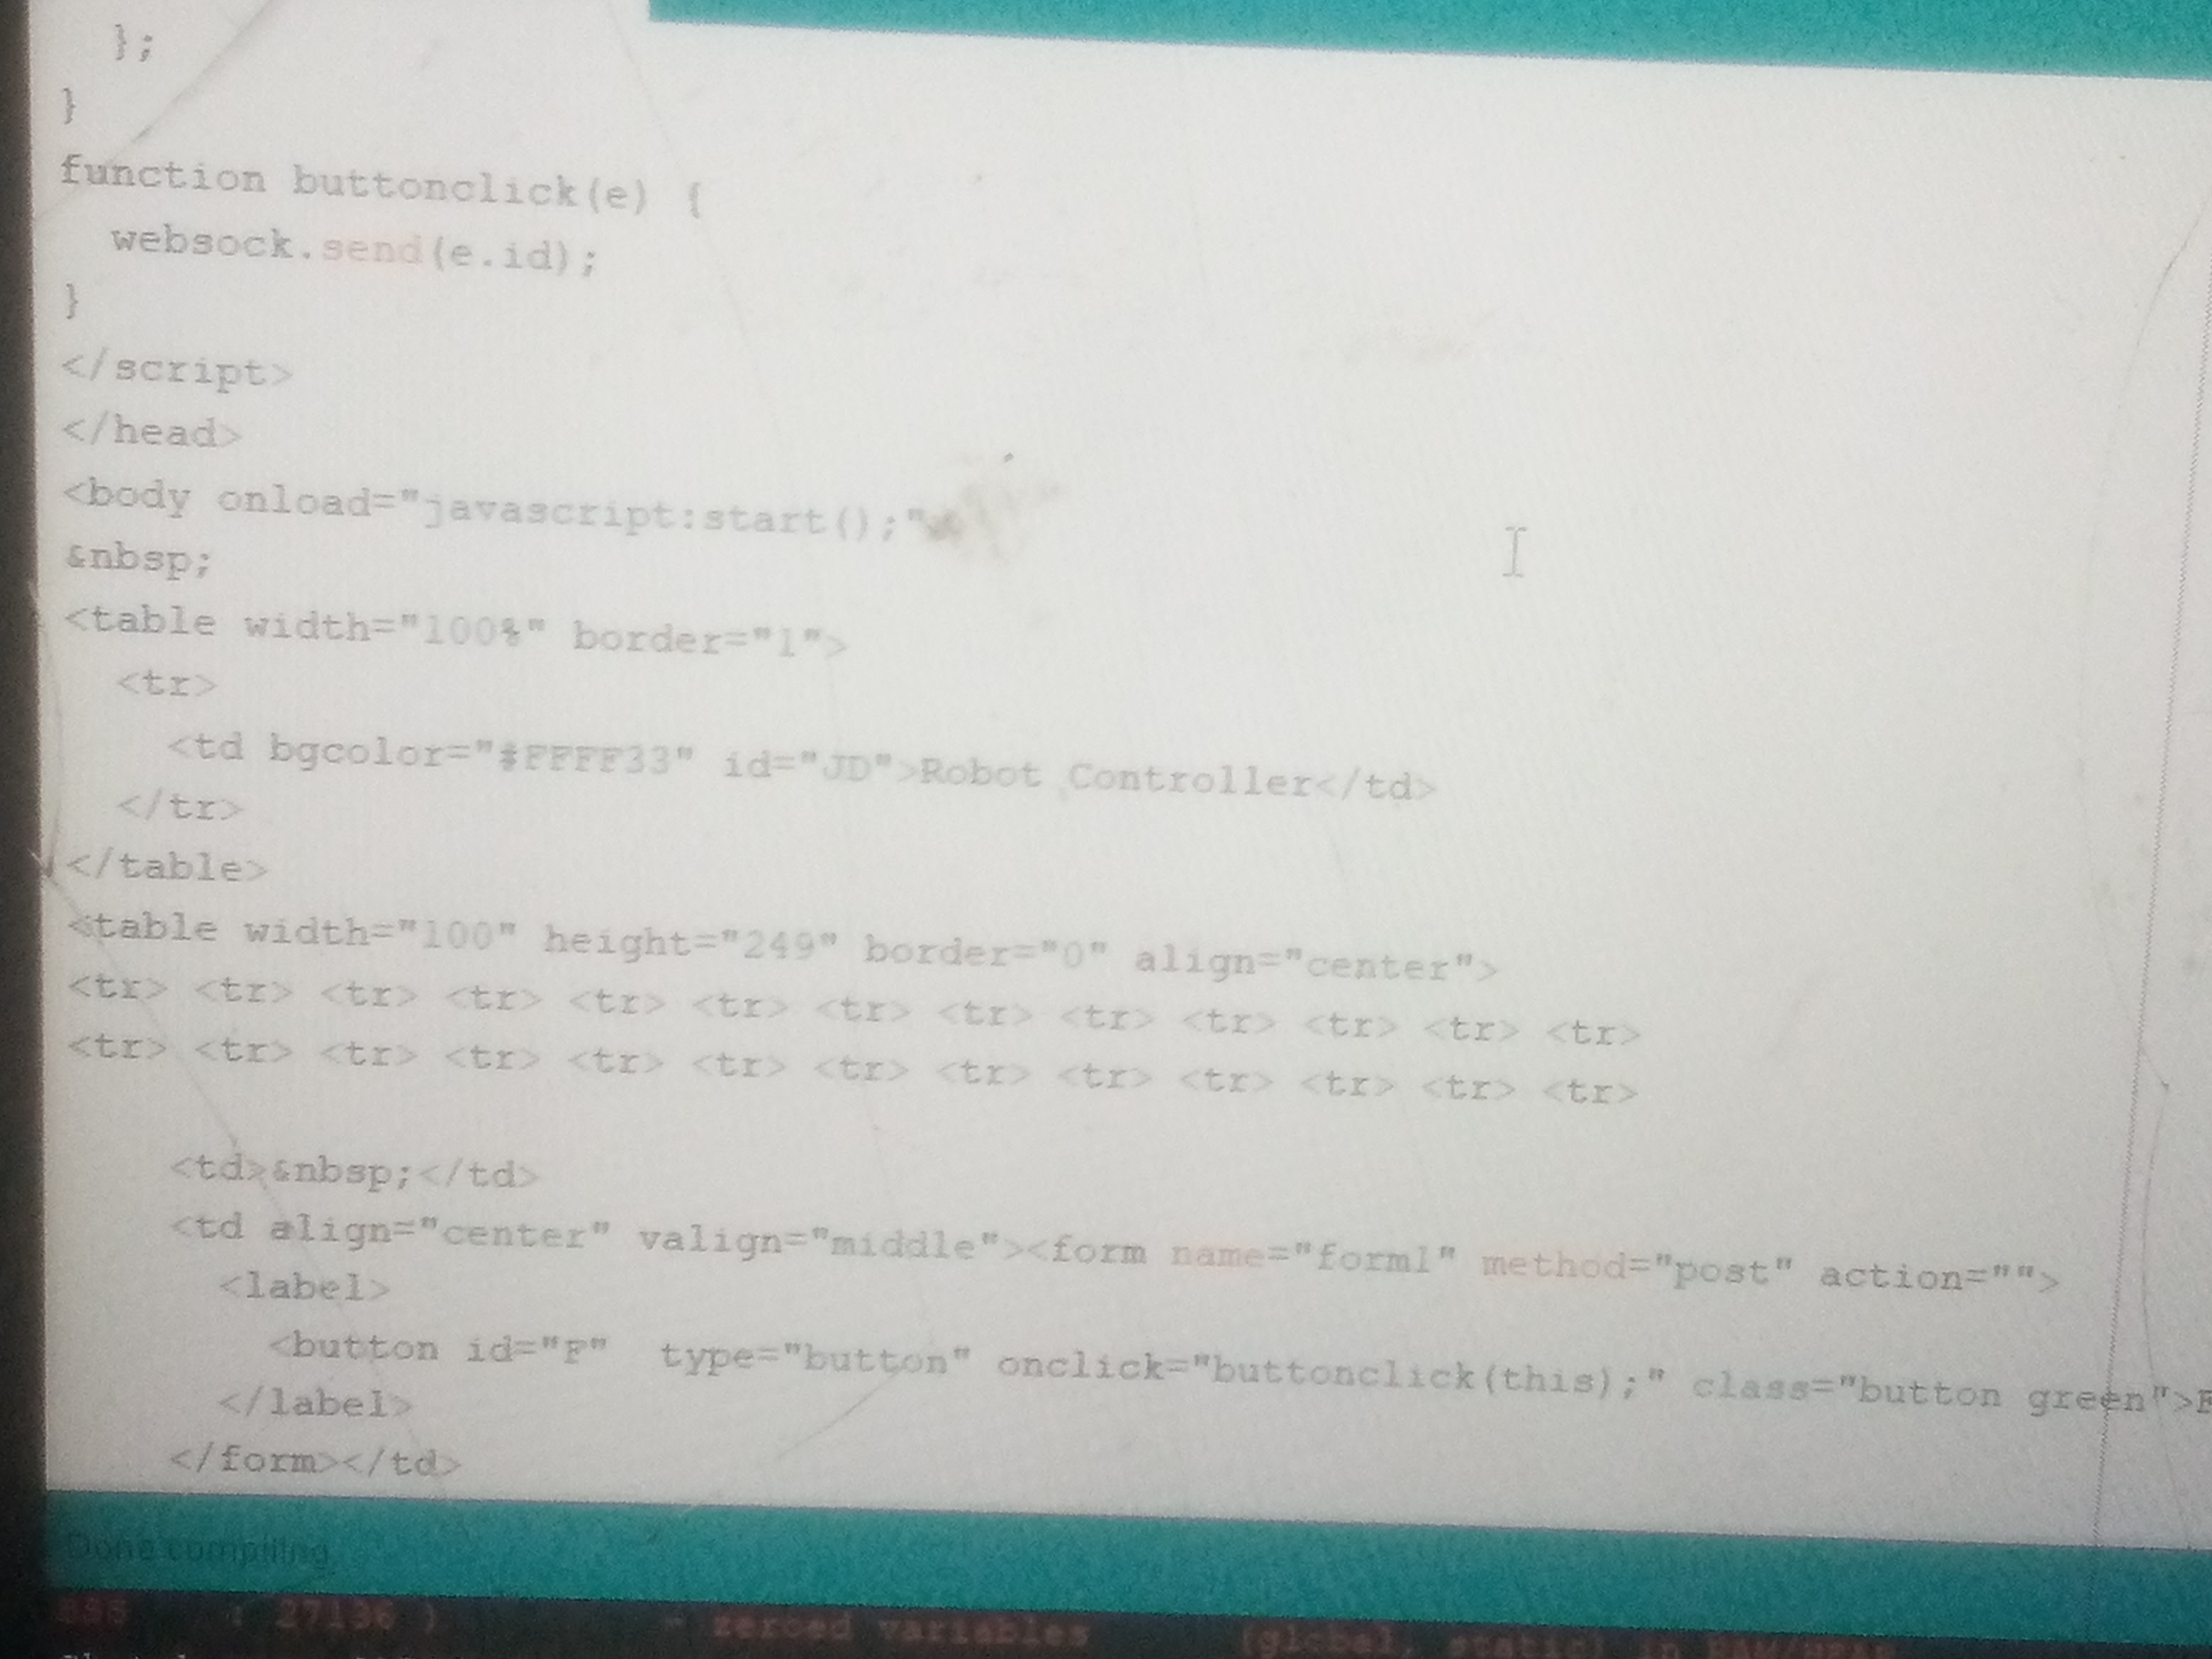 };
}
function buttonclick(e) {
  websock.send(e.id);
}
</script>
</head>
<body onload="javascript:start();"
&nbsp;
<table width="100%" border="1">
  <tr>
    <td bgcolor="#FFFF33" id="JD">Robot Controller</td>
  </tr>
</table>
<table width="100" height="249" border="0" align="center">
<tr> <tr> <tr> <tr> <tr> <tr> <tr> <tr> <tr> <tr> <tr> <tr> <tr>
<tr> <tr> <tr> <tr> <tr> <tr> <tr> <tr> <tr> <tr> <tr> <tr> <tr>
    <td>&nbsp;</td>
    <td align="center" valign="middle"><form name="form1" method="post" action="">
      <label>
        <button id="F"  type="button" onclick="buttonclick(this);" class="button green">F
      </label>
    </form></td>
Done compiling
BSS : 27136 ) - zeroed variables (global, static) in RAM/HEAP